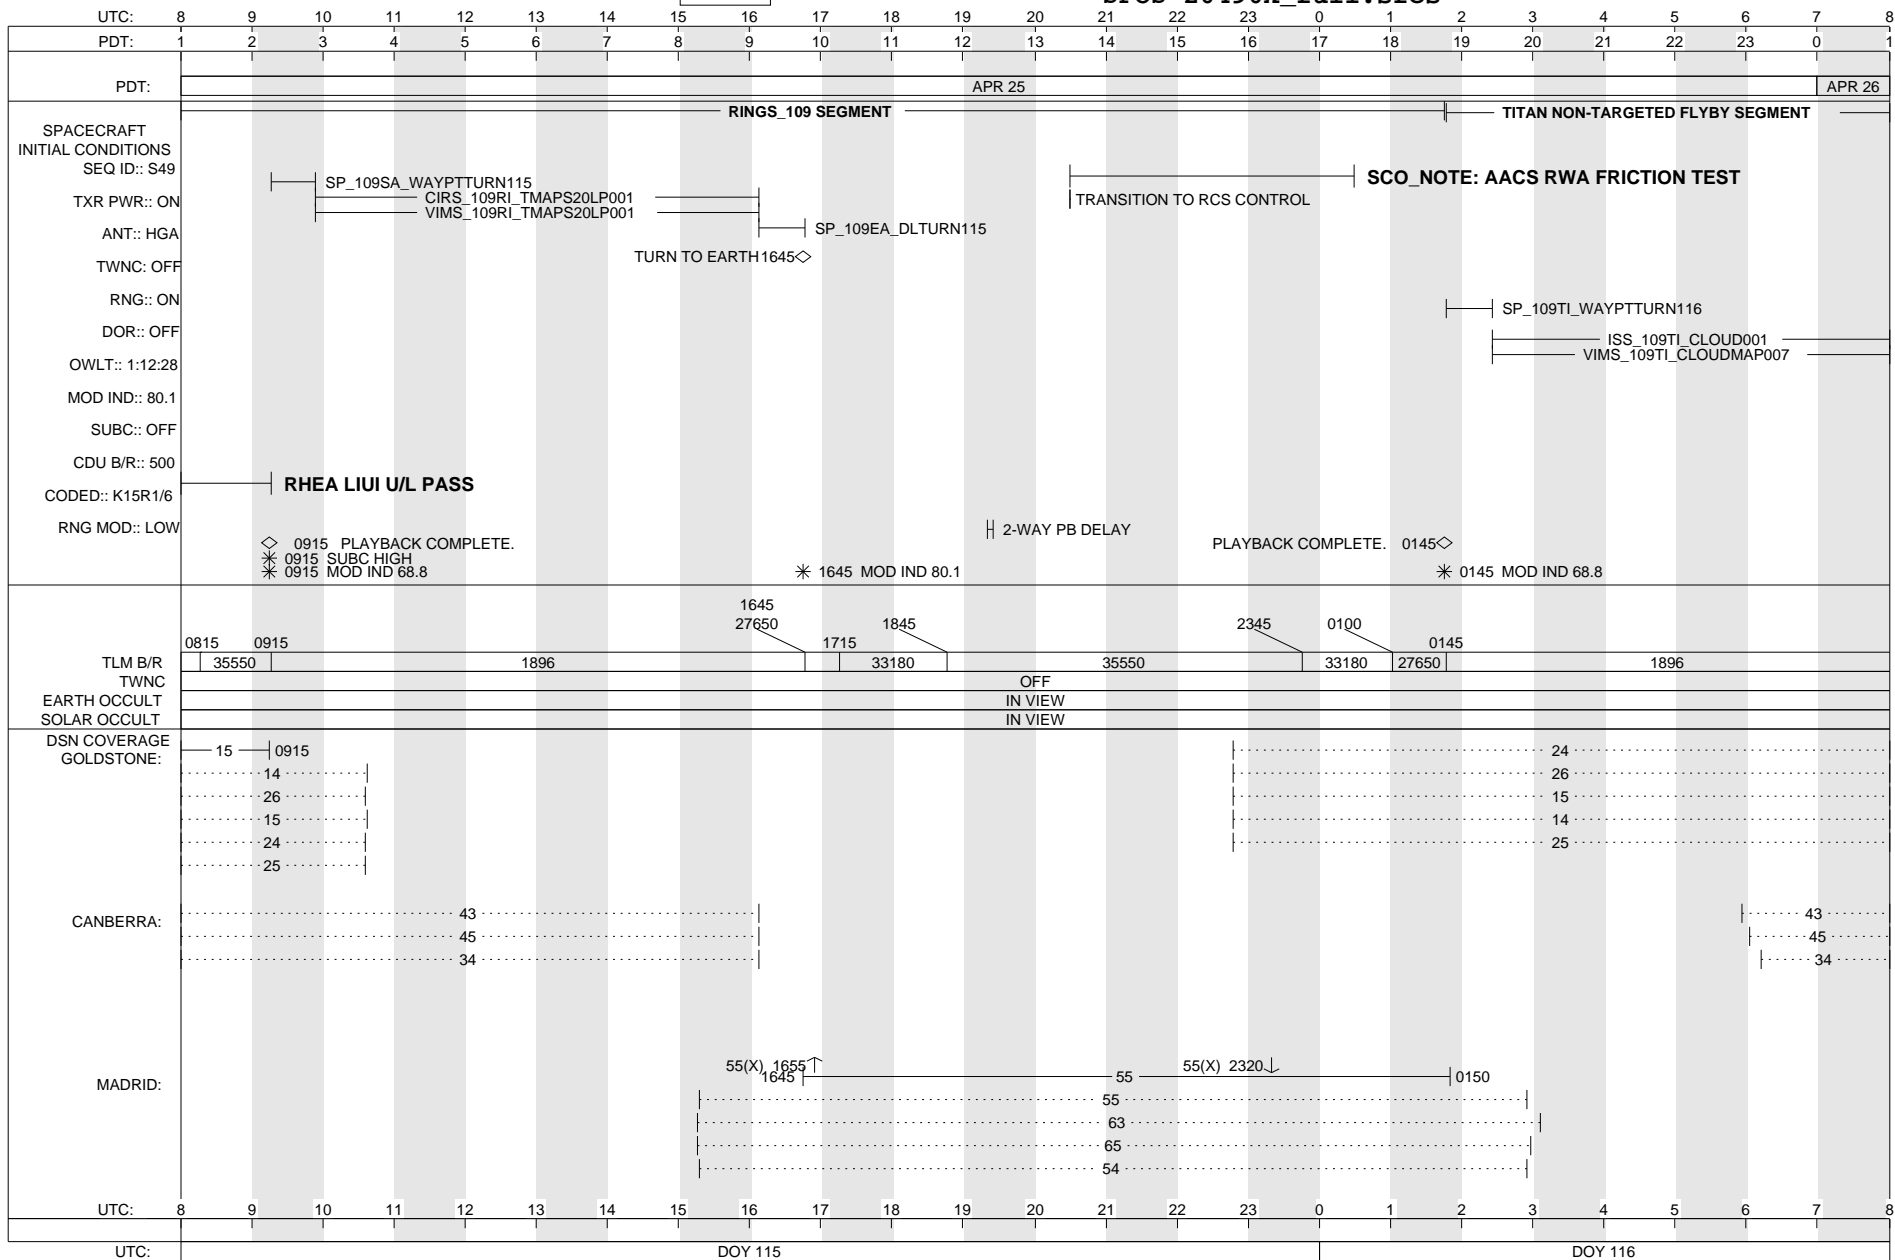 UTC: 8 9 10 11 12 13 14 15 16 17 18 19 20 21 22 23 0 1 2 3 4 5 6 7 8
PDT: 1 2 3 4 5 6 7 8 9 10 11 12 13 14 15 16 17 18 19 20 21 22 23 0 1
PDT: APR 25 APR 26
RINGS_109 SEGMENT TITAN NON-TARGETED FLYBY SEGMENT
SPACECRAFT
INITIAL CONDITIONS
SEQ ID:: S49
SCO_NOTE: AACS RWA FRICTION TEST
SP_109SA_WAYPTTURN115
CIRS_109RI_TMAPS20LP001
TXR PWR:: ON
TRANSITION TO RCS CONTROL
VIMS_109RI_TMAPS20LP001
SP_109EA_DLTURN115
ANT:: HGA
TURN TO EARTH 1645
TWNC: OFF
RNG:: ON
SP_109TI_WAYPTTURN116
DOR:: OFF
ISS_109TI_CLOUD001
VIMS_109TI_CLOUDMAP007
OWLT:: 1:12:28
MOD IND:: 80.1
SUBC:: OFF
CDU B/R:: 500
RHEA LIUI U/L PASS
CODED:: K15R1/6
RNG MOD:: LOW
2-WAY PB DELAY
0915 PLAYBACK COMPLETE. PLAYBACK COMPLETE. 0145
0915 SUBC HIGH
0915 MOD IND 68.8 1645 MOD IND 80.1 0145 MOD IND 68.8
1645
27650 1845 2345 0100
0815 0915 1715 0145
TLM B/R 35550 1896 33180 35550 33180 27650 1896
TWNC OFF
EARTH OCCULT IN VIEW
SOLAR OCCULT IN VIEW
DSN COVERAGE
GOLDSTONE:
15 0915 24
14 26
26 15
15 14
24 25
25
CANBERRA:
43 43
45 45
34 34
MADRID:
55(X) 1655 55(X) 2320
1645 55 0150
55
63
65
54
UTC: 8 9 10 11 12 13 14 15 16 17 18 19 20 21 22 23 0 1 2 3 4 5 6 7 8
UTC: DOY 115 DOY 116